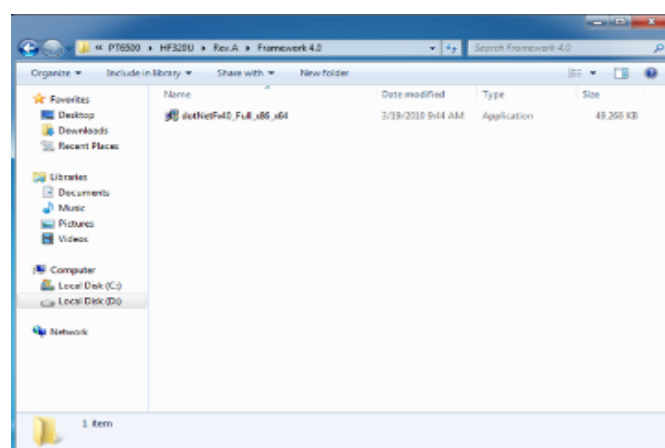 « PT6500 ▸ HF320U ▸ Rev.A ▸ Framework 4.0 Search Framework 4.0
Organize Include in library Share with New folder
Name Date modified Type Size
dotNetFx40_Full_x86_x64 3/19/2010 9:44 AM Application 49,268 KB
Favorites
Desktop
Downloads
Recent Places
Libraries
Documents
Music
Pictures
Videos
Computer
Local Disk (C:)
Local Disk (D:)
Network
1 item